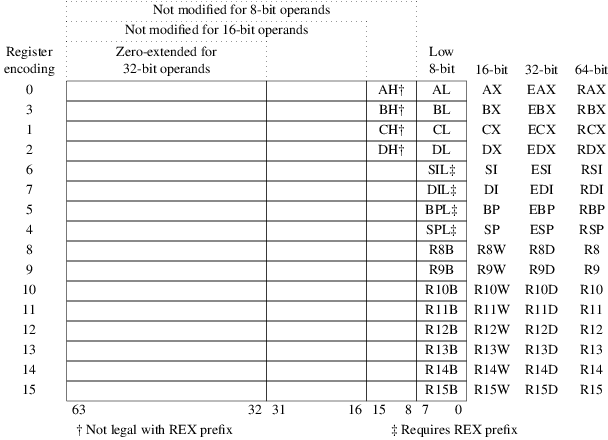 Not modified for 8-bit operands
Not modified for 16-bit operands
Register encoding Zero-extended for 32-bit operands Low 8-bit 16-bit 32-bit 64-bit
0 AH† AL AX EAX RAX
3 BH† BL BX EBX RBX
1 CH† CL CX ECX RCX
2 DH† DL DX EDX RDX
6 SIL‡ SI ESI RSI
7 DIL‡ DI EDI RDI
5 BPL‡ BP EBP RBP
4 SPL‡ SP ESP RSP
8 R8B R8W R8D R8
9 R9B R9W R9D R9
10 R10B R10W R10D R10
11 R11B R11W R11D R11
12 R12B R12W R12D R12
13 R13B R13W R13D R13
14 R14B R14W R14D R14
15 R15B R15W R15D R15
63 32 31 16 15 8 7 0
† Not legal with REX prefix ‡ Requires REX prefix